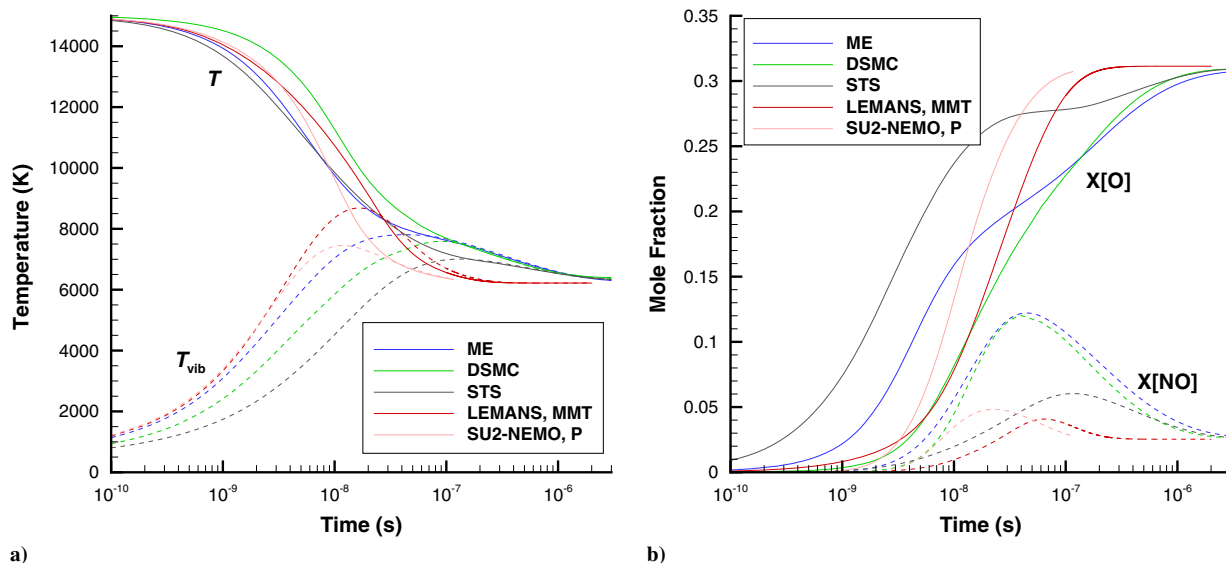 14000
12000
10000
8000
6000
4000
2000
0
Temperature (K)
T
T vib
ME
DSMC
STS
LEMANS, MMT
SU2-NEMO, P
10-10
10-9
10-8
10-7
10-6
Time (s)
a)
0.35
0.3
0.25
0.2
0.15
0.1
0.05
0
Mole Fraction
ME
DSMC
STS
LEMANS, MMT
SU2-NEMO, P
X[O]
X[NO]
10-10
10-9
10-8
10-7
10-6
Time (s)
b)